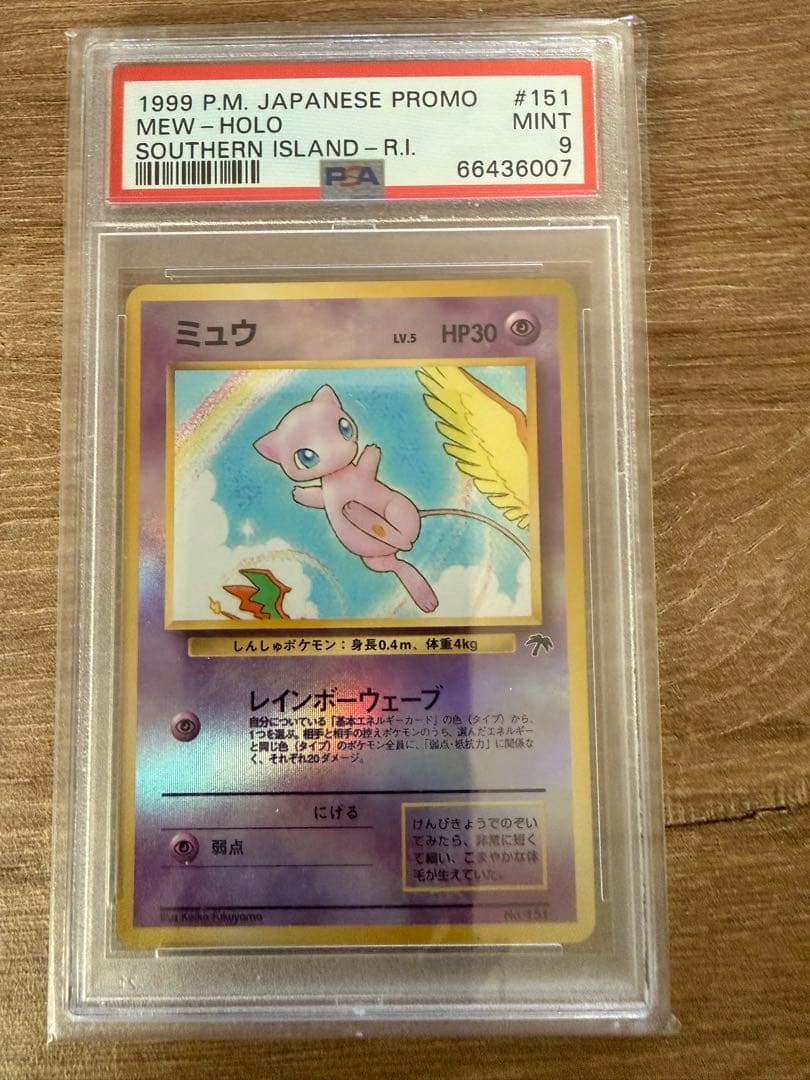 1999 P.M. JAPANESE PROMO #151
MEW - HOLO MINT
SOUTHERN ISLAND - R.I. 9
PSA 66436007
ミュウ LV.5 HP30
しんしゅポケモン：身長0.4m、体重4kg
レインボーウェーブ
自分についている「基本エネルギーカード」の色（タイプ）から、
1つを選ぶ。相手と相手の控えポケモンのうち、選んだエネルギー
と同じ色（タイプ）のポケモン全員に、「弱点・抵抗力」に関係な
く、それぞれ20ダメージ。
にげる
弱点
けんびきょうでのぞい
てみたら、非常に短く
て細い、こまやかな体
毛が生えていた。
Illus. Keiko Fukuyama No.151